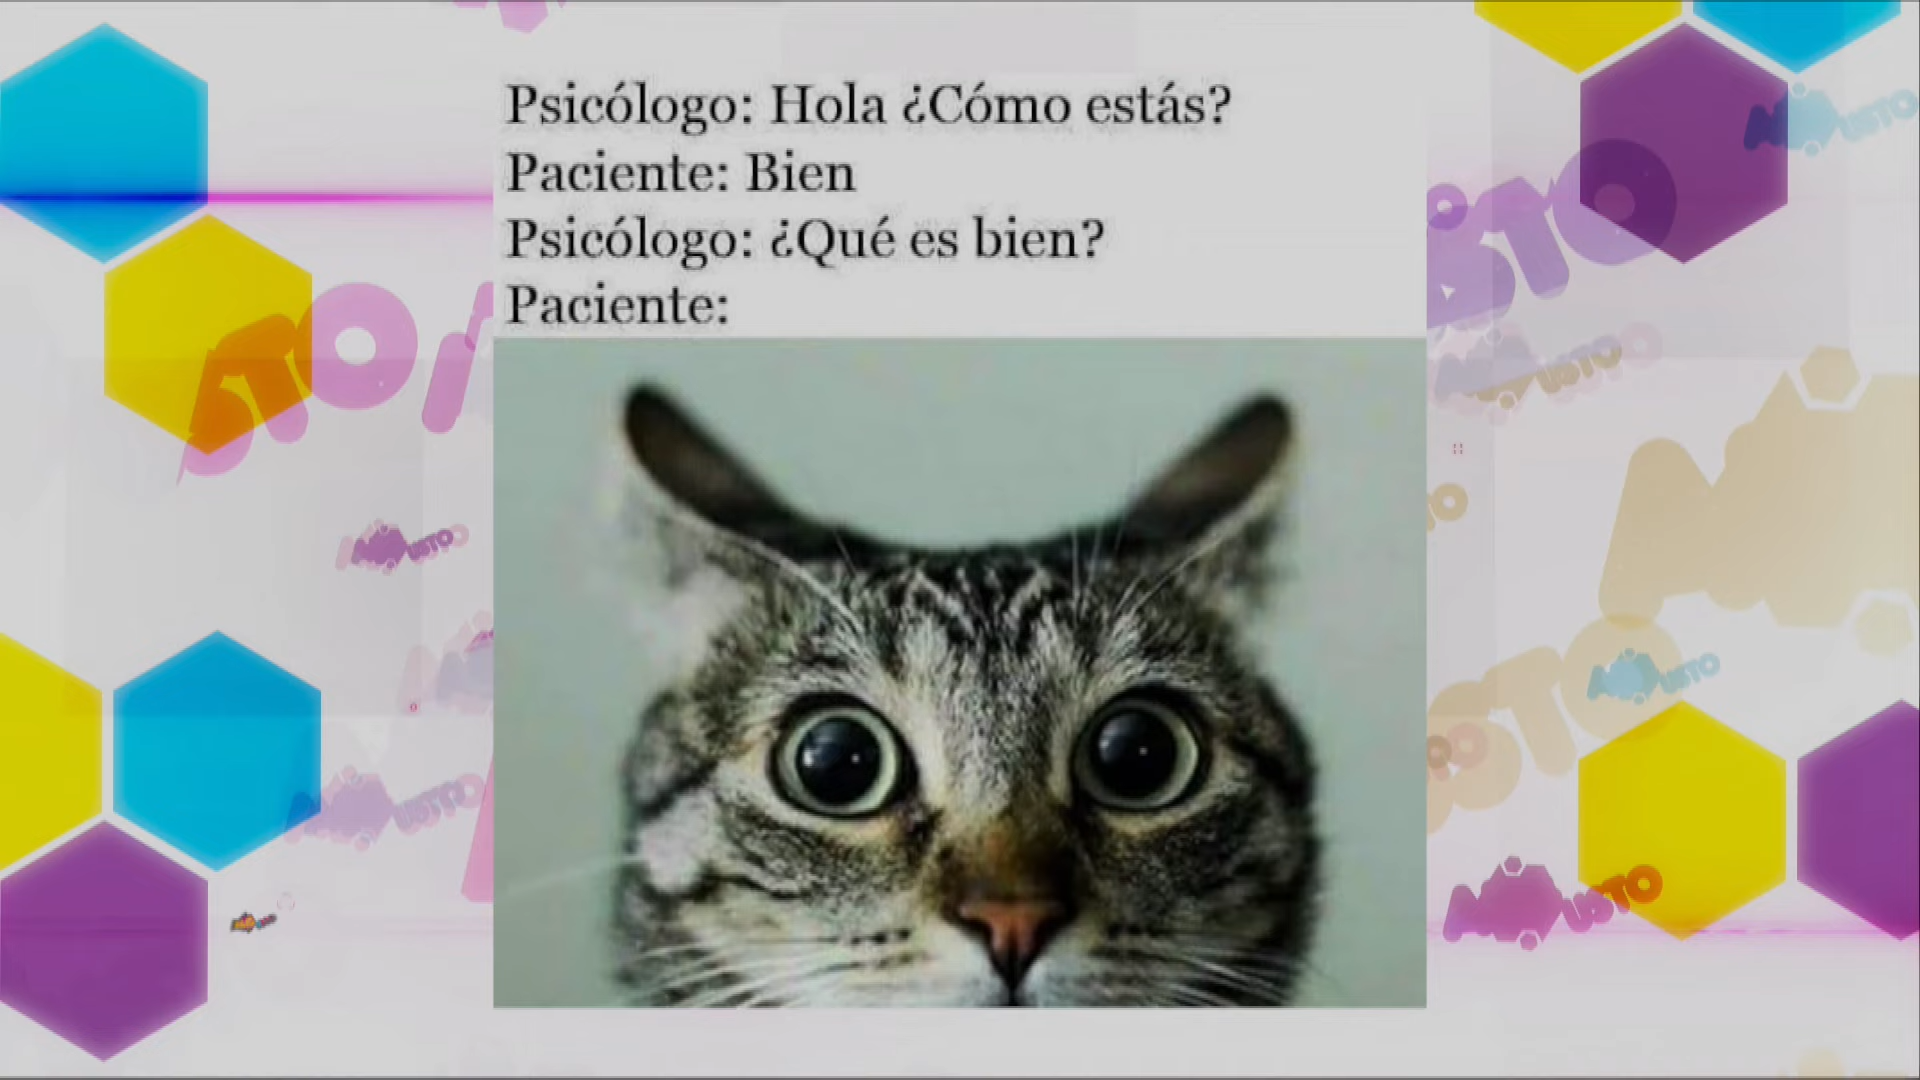 Psicólogo: Hola ¿Cómo estás?
Paciente: Bien
Psicólogo: ¿Qué es bien?
Paciente: